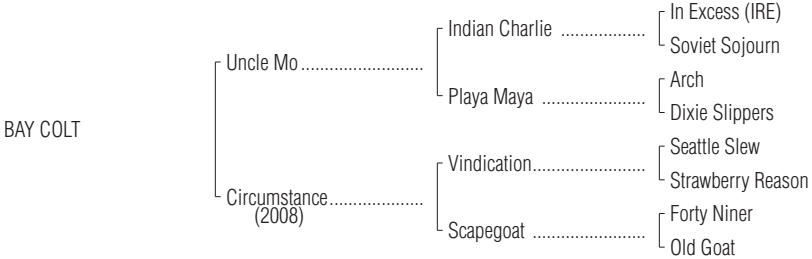 In Excess (IRE)
Indian Charlie ...................
Soviet Sojourn
Uncle Mo ..........................
Arch
Playa Maya ......................
Dixie Slippers
BAY COLT
Seattle Slew
Vindication........................
Strawberry Reason
Circumstance....................
(2008)
Forty Niner
Scapegoat ........................
Old Goat